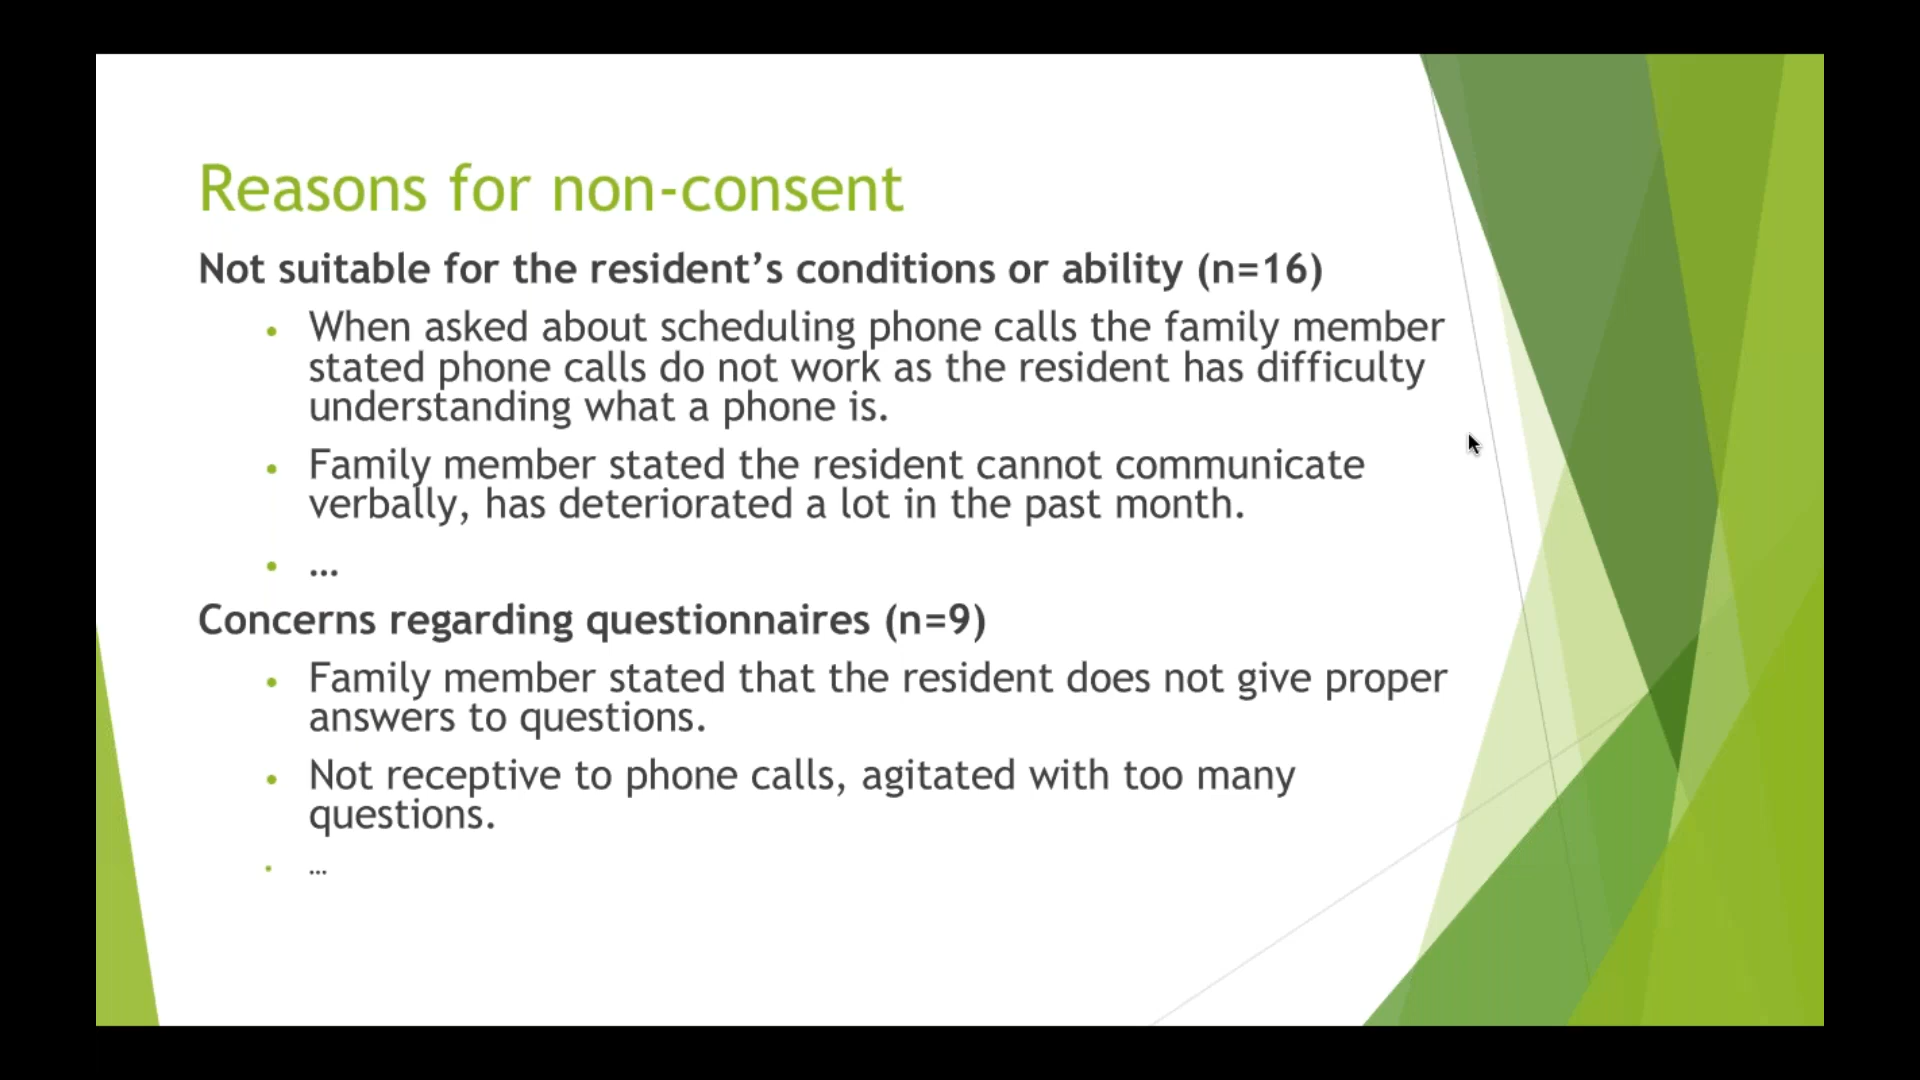 Reasons for non-consent
Not suitable for the resident’s conditions or ability (n=16)
• When asked about scheduling phone calls the family member
stated phone calls do not work as the resident has difficulty
understanding what a phone is.
• Family member stated the resident cannot communicate
verbally, has deteriorated a lot in the past month.
• …
Concerns regarding questionnaires (n=9)
• Family member stated that the resident does not give proper
answers to questions.
• Not receptive to phone calls, agitated with too many
questions.
• …